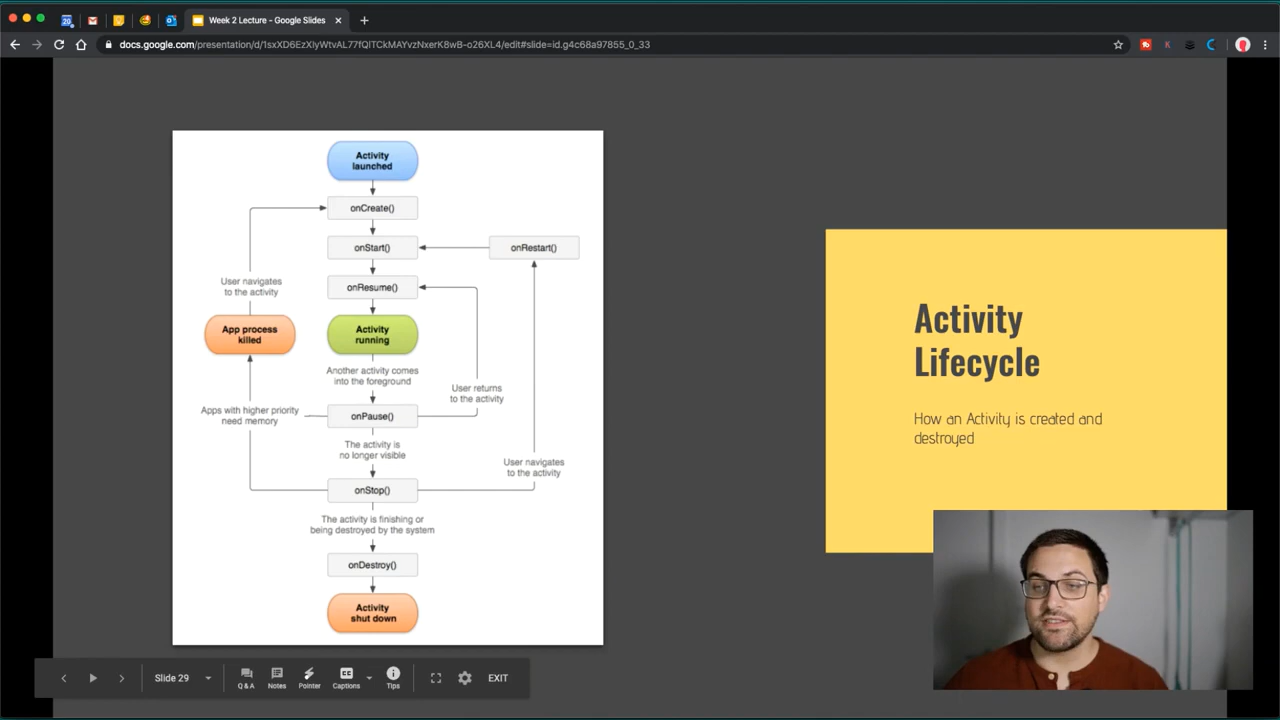 20
Week 2 Lecture - Google Slides
docs.google.com/presentation/d/1sxXD6EzXIyWtvAL77fQITCkMAYvzNxerK8wB-o26XL4/edit#slide=id.g4c68a97855_0_33
K
Activity
launched
onCreate()
onStart()
onRestart()
onResume()
User navigates
to the activity
App process
killed
Activity
running
Another activity comes
into the foreground
User returns
to the activity
Apps with higher priority
need memory
onPause()
The activity is
no longer visible
User navigates
to the activity
onStop()
The activity is finishing or
being destroyed by the system
onDestroy()
Activity
shut down
Activity
Lifecycle
How an Activity is created and
destroyed
Slide 29
Q & A
Notes
Pointer
CC
Captions
Tips
EXIT